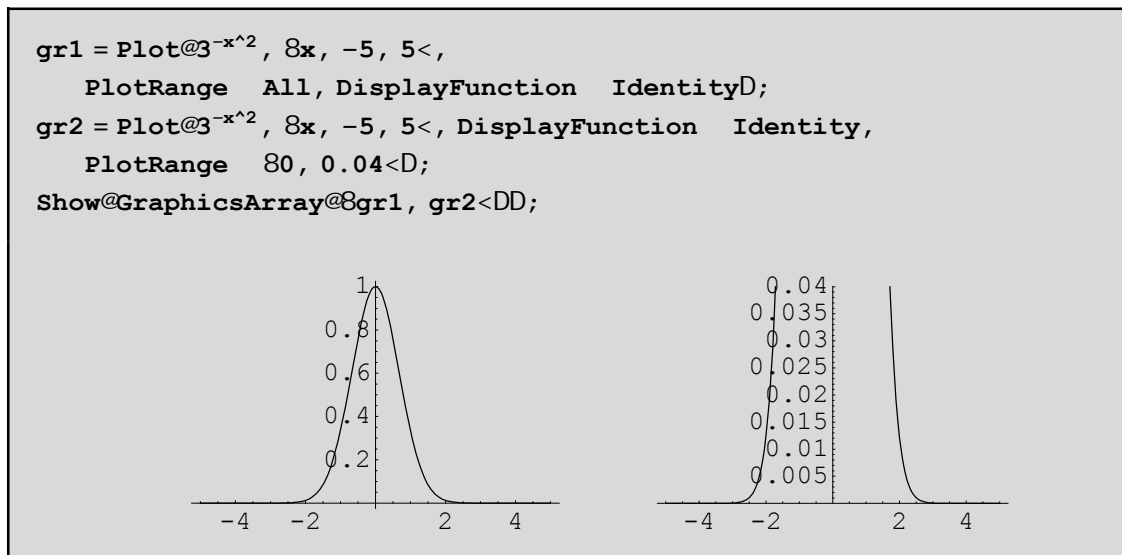 gr1 = Plot@3^-x^2, 8x, -5, 5<,
PlotRange All, DisplayFunction IdentityD;
gr2 = Plot@3^-x^2, 8x, -5, 5<, DisplayFunction Identity,
PlotRange 80, 0.04<D;
Show@GraphicsArray@8gr1, gr2<DD;
1
0.8
0.6
0.4
0.2
-4 -2 2 4
0.04
0.035
0.03
0.025
0.02
0.015
0.01
0.005
-4 -2 2 4